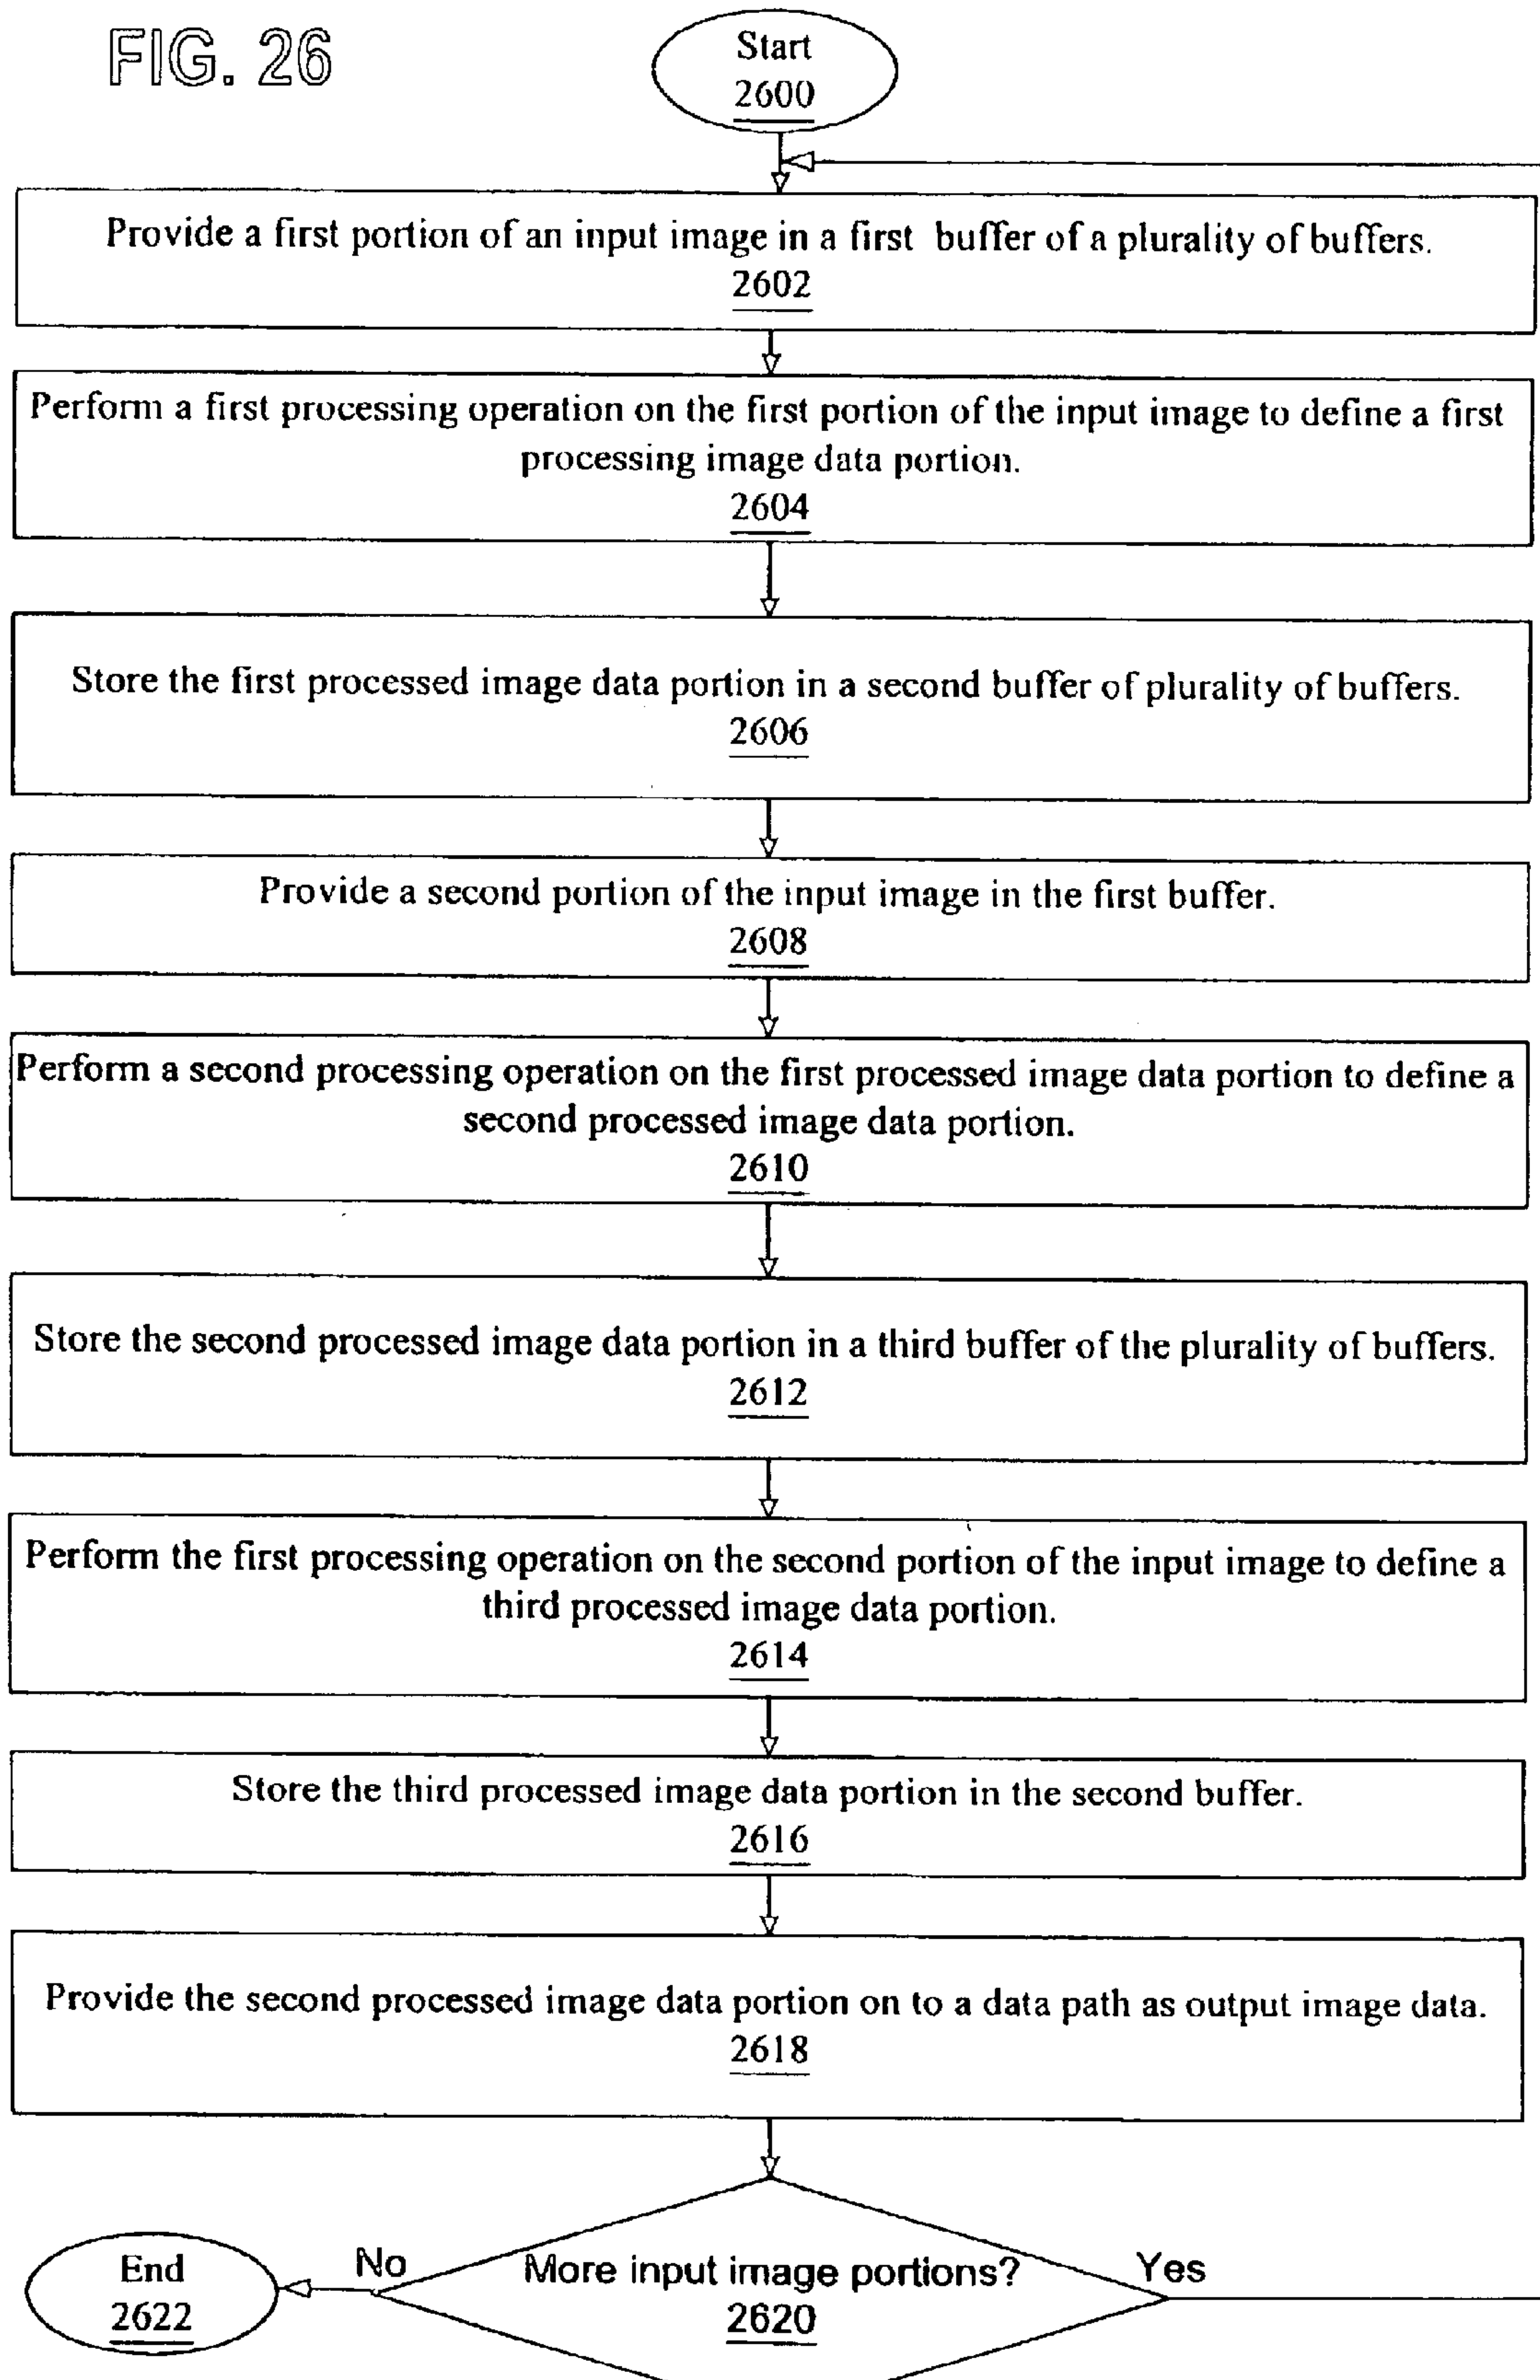 FIG. 26
Start
2600
Provide a first portion of an input image in a first buffer of a plurality of buffers.
2602
Perform a first processing operation on the first portion of the input image to define a first
processing image data portion.
2604
Store the first processed image data portion in a second buffer of plurality of buffers.
2606
Provide a second portion of the input image in the first buffer.
2608
Perform a second processing operation on the first processed image data portion to define a
second processed image data portion.
2610
Store the second processed image data portion in a third buffer of the plurality of buffers.
2612
Perform the first processing operation on the second portion of the input image to define a
third processed image data portion.
2614
Store the third processed image data portion in the second buffer.
2616
Provide the second processed image data portion on to a data path as output image data.
2618
End
2622
No
More input image portions?
2620
Yes